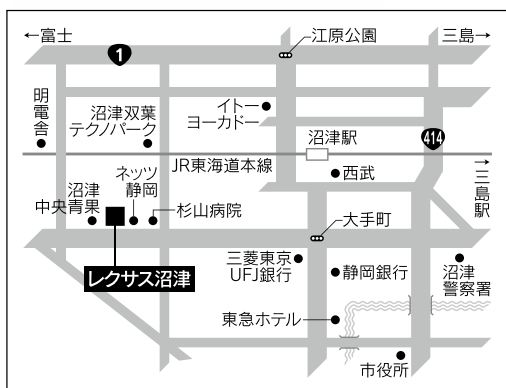 ←富士
1
江原公園
三島→
明電舎
沼津双葉
テクノパーク
イトー
ヨーカドー
沼津駅
414
JR東海道本線
西武
→三島駅
沼津
中央青果
ネッツ
静岡
杉山病院
大手町
レクサス沼津
三菱東京
UFJ銀行
静岡銀行
沼津
警察署
東急ホテル
市役所